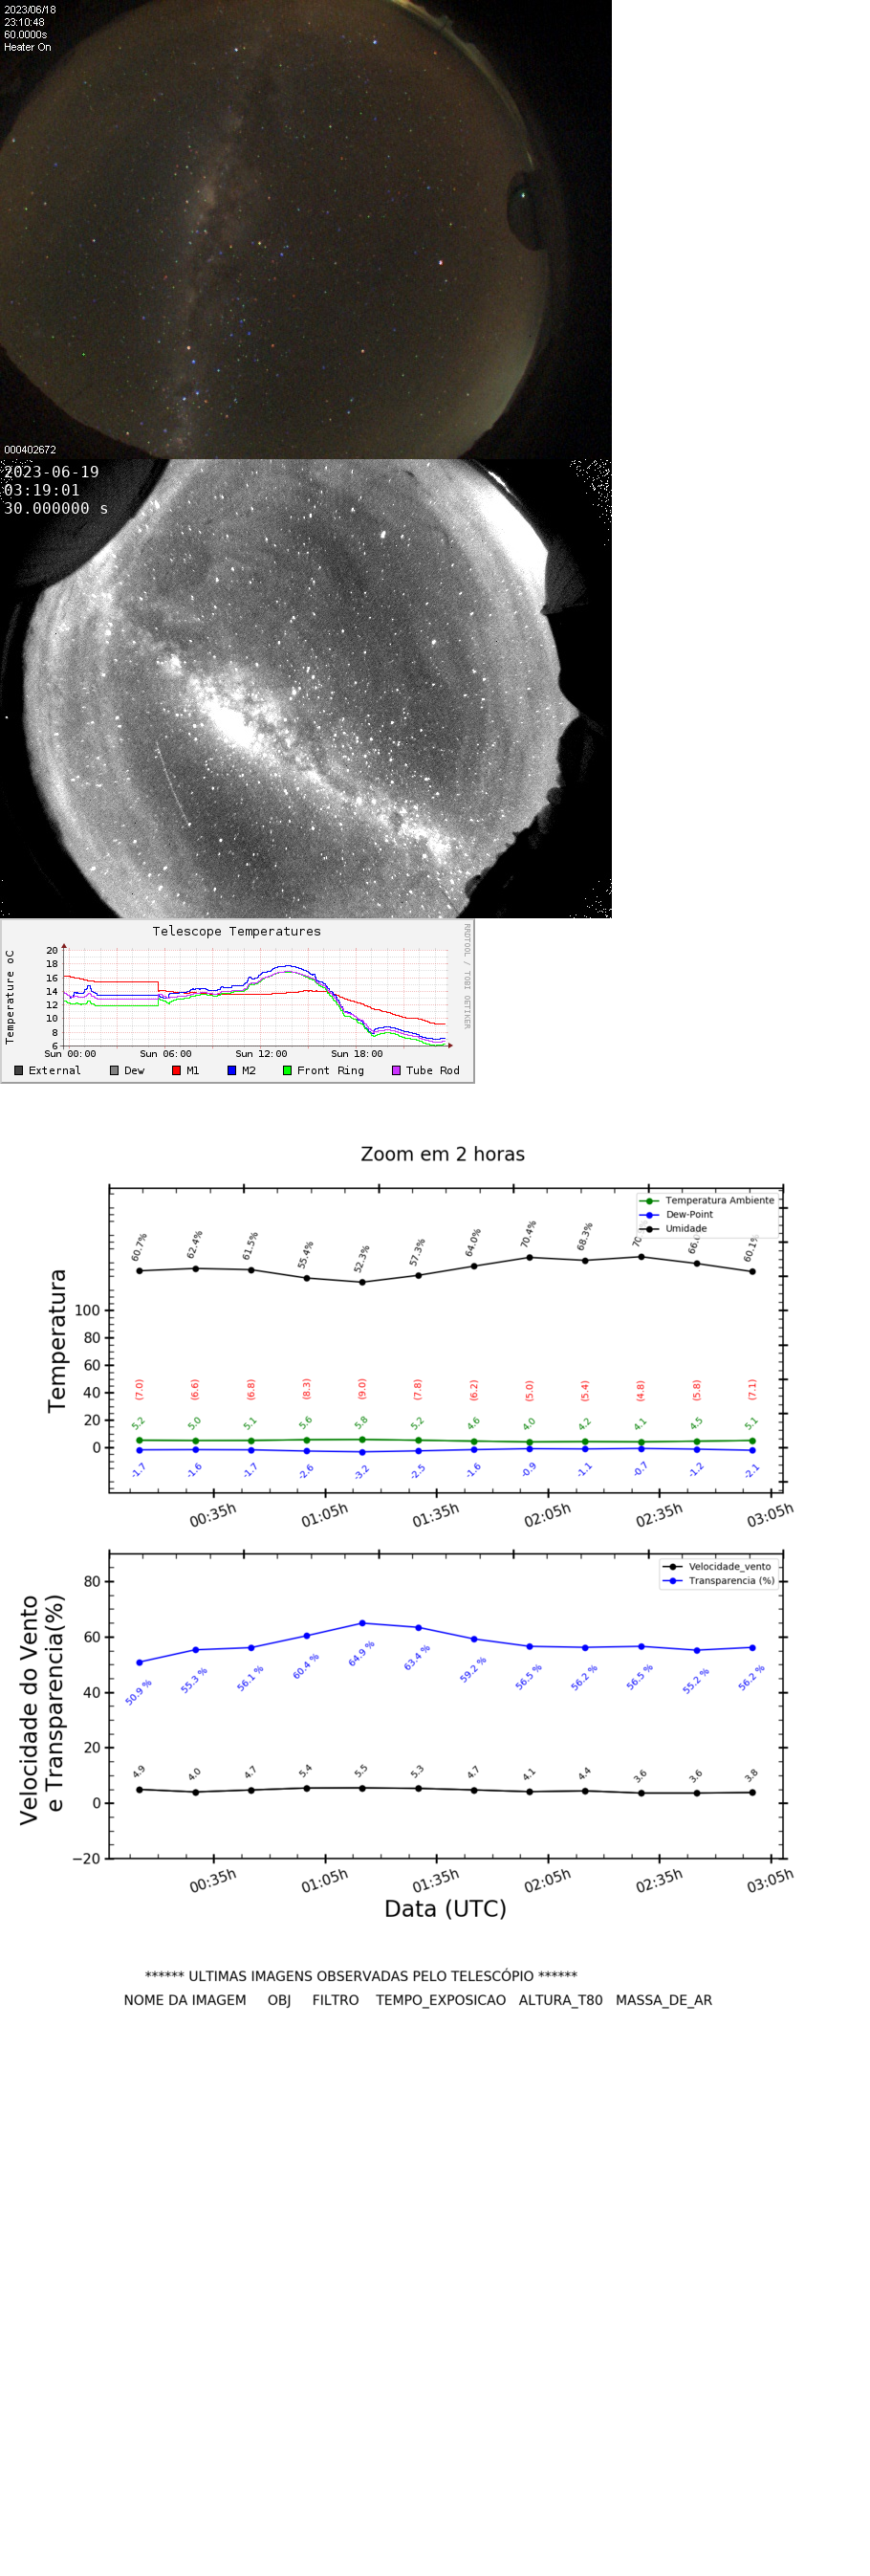 2023/06/18
23:10:48
60.0000s
Heater On
000402672
2023-06-19
03:19:01
30.000000 s
Telescope Temperatures
RRDTOOL / TOBI OETIKER
Temperature oC
20
18
16
14
12
10
8
6
Sun 00:00 Sun 06:00 Sun 12:00 Sun 18:00
External Dew M1 M2 Front Ring Tube Rod
Zoom em 2 horas
Temperatura Ambiente
Dew-Point
Umidade
60.7% 62.4% 61.5% 55.4% 52.3% 57.3% 64.0% 70.4% 68.3% 70 66. 60.1%
Temperatura
100
80
60
40
20
0
(7.0) (6.6) (6.8) (8.3) (9.0) (7.8) (6.2) (5.0) (5.4) (4.8) (5.8) (7.1)
5.2 5.0 5.1 5.6 5.8 5.2 4.6 4.0 4.2 4.1 4.5 5.1
-1.7 -1.6 -1.7 -2.6 -3.2 -2.5 -1.6 -0.9 -1.1 -0.7 -1.2 -2.1
00:35h 01:05h 01:35h 02:05h 02:35h 03:05h
Velocidade_vento
Transparencia (%)
Velocidade do Vento
e Transparencia(%)
80
60
40
20
0
−20
50.9 % 55.3 % 56.1 % 60.4 % 64.9 % 63.4 % 59.2 % 56.5 % 56.2 % 56.5 % 55.2 % 56.2 %
4.9 4.0 4.7 5.4 5.5 5.3 4.7 4.1 4.4 3.6 3.6 3.8
00:35h 01:05h 01:35h 02:05h 02:35h 03:05h
Data (UTC)
****** ULTIMAS IMAGENS OBSERVADAS PELO TELESCÓPIO ******
NOME DA IMAGEM OBJ FILTRO TEMPO_EXPOSICAO ALTURA_T80 MASSA_DE_AR